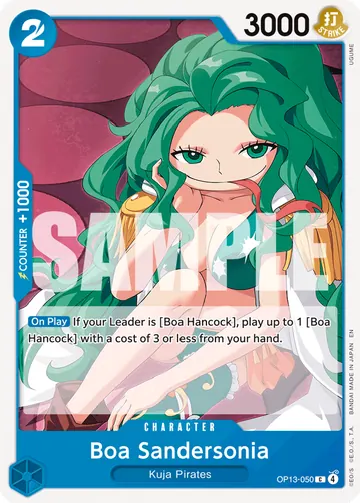 2
3000
打
STRIKE
UGUME
COUNTER +1000
SAMPLE
On Play If your Leader is [Boa Hancock], play up to 1 [Boa
Hancock] with a cost of 3 or less from your hand.
CHARACTER
Boa Sandersonia
Kuja Pirates
OP13-050 C 4
©E.O/S. ©E.O./S., T.A. BANDAI MADE IN JAPAN EN